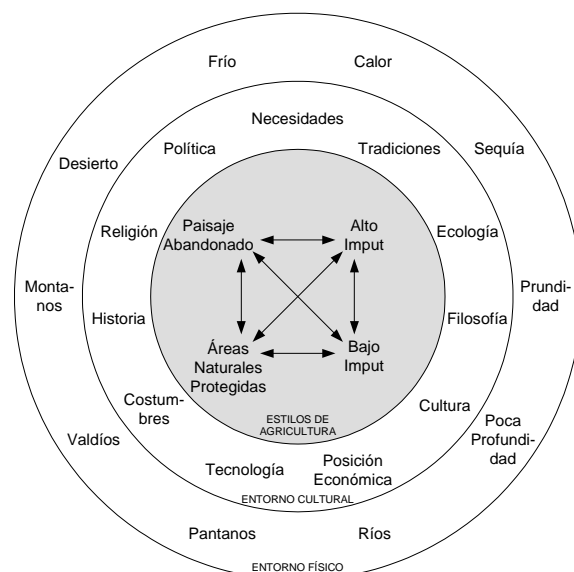 Frío
Calor
Necesidades
Política
Tradiciones
Sequía
Desierto
Religión
Paisaje
Abandonado
Alto
Imput
Ecología
Monta-
nos
Prundi-
dad
Historia
Filosofía
Áreas
Naturales
Protegidas
Bajo
Imput
Costum-
bres
Cultura
ESTILOS DE
AGRICULTURA
Valdíos
Poca
Profundi-
dad
Tecnología
Posición
Económica
ENTORNO CULTURAL
Pantanos
Ríos
ENTORNO FÍSICO